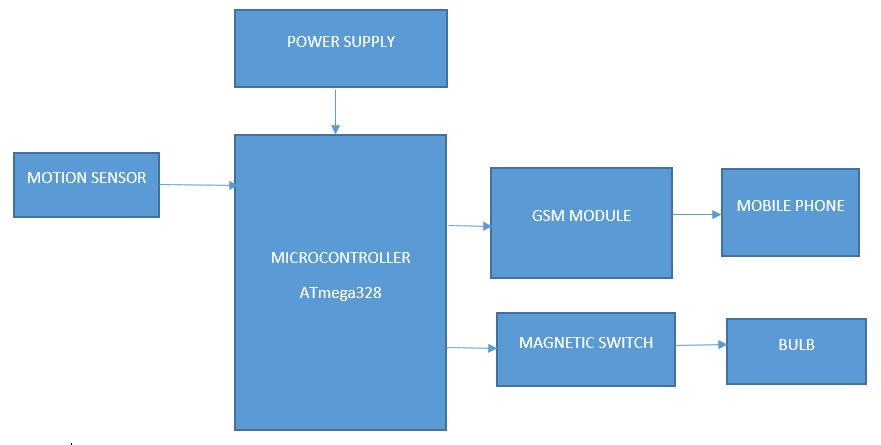 POWER SUPPLY
MOTION SENSOR
MICROCONTROLLER
ATmega328
GSM MODULE
MOBILE PHONE
MAGNETIC SWITCH
BULB